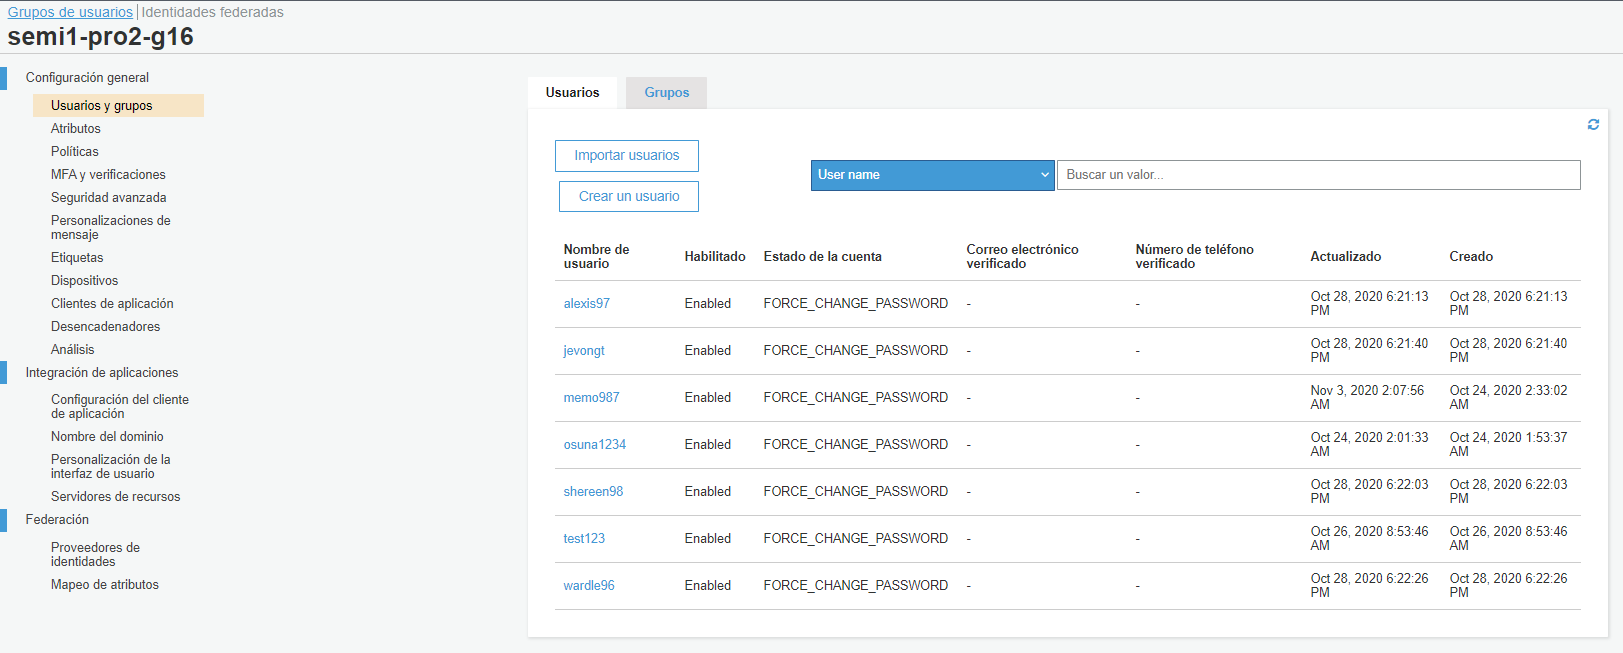 Grupos de usuarios | Identidades federadas
semi1-pro2-g16
Configuración general
Usuarios y grupos
Atributos
Políticas
MFA y verificaciones
Seguridad avanzada
Personalizaciones de
mensaje
Etiquetas
Dispositivos
Clientes de aplicación
Desencadenadores
Análisis
Integración de aplicaciones
Configuración del cliente
de aplicación
Nombre del dominio
Personalización de la
interfaz de usuario
Servidores de recursos
Federación
Proveedores de
identidades
Mapeo de atributos
Usuarios Grupos
Importar usuarios
Crear un usuario
User name Buscar un valor...
Nombre de usuario Habilitado Estado de la cuenta Correo electrónico verificado Número de teléfono verificado Actualizado Creado
alexis97 Enabled FORCE_CHANGE_PASSWORD - - Oct 28, 2020 6:21:13 PM Oct 28, 2020 6:21:13 PM
jevongt Enabled FORCE_CHANGE_PASSWORD - - Oct 28, 2020 6:21:40 PM Oct 28, 2020 6:21:40 PM
memo987 Enabled FORCE_CHANGE_PASSWORD - - Nov 3, 2020 2:07:56 AM Oct 24, 2020 2:33:02 AM
osuna1234 Enabled FORCE_CHANGE_PASSWORD - - Oct 24, 2020 2:01:33 AM Oct 24, 2020 1:53:37 AM
shereen98 Enabled FORCE_CHANGE_PASSWORD - - Oct 28, 2020 6:22:03 PM Oct 28, 2020 6:22:03 PM
test123 Enabled FORCE_CHANGE_PASSWORD - - Oct 26, 2020 8:53:46 AM Oct 26, 2020 8:53:46 AM
wardle96 Enabled FORCE_CHANGE_PASSWORD - - Oct 28, 2020 6:22:26 PM Oct 28, 2020 6:22:26 PM